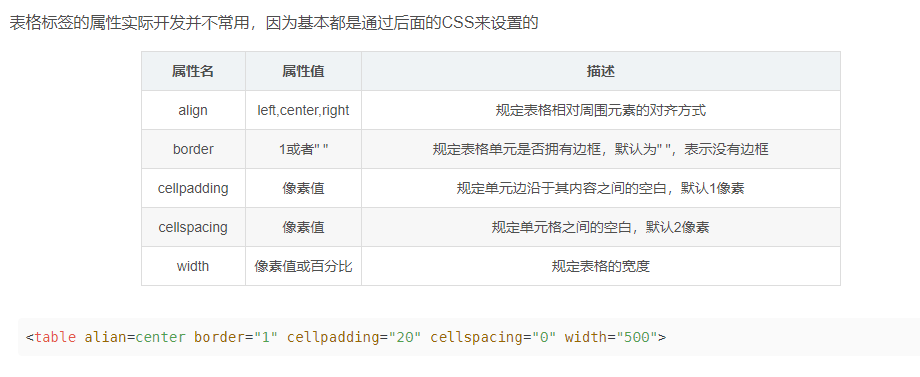 表格标签的属性实际开发并不常用，因为基本都是通过后面的CSS来设置的
属性名 属性值 描述
align left,center,right 规定表格相对周围元素的对齐方式
border 1或者" " 规定表格单元是否拥有边框，默认为" "，表示没有边框
cellpadding 像素值 规定单元边沿于其内容之间的空白，默认1像素
cellspacing 像素值 规定单元格之间的空白，默认2像素
width 像素值或百分比 规定表格的宽度
<table alian=center border="1" cellpadding="20" cellspacing="0" width="500">